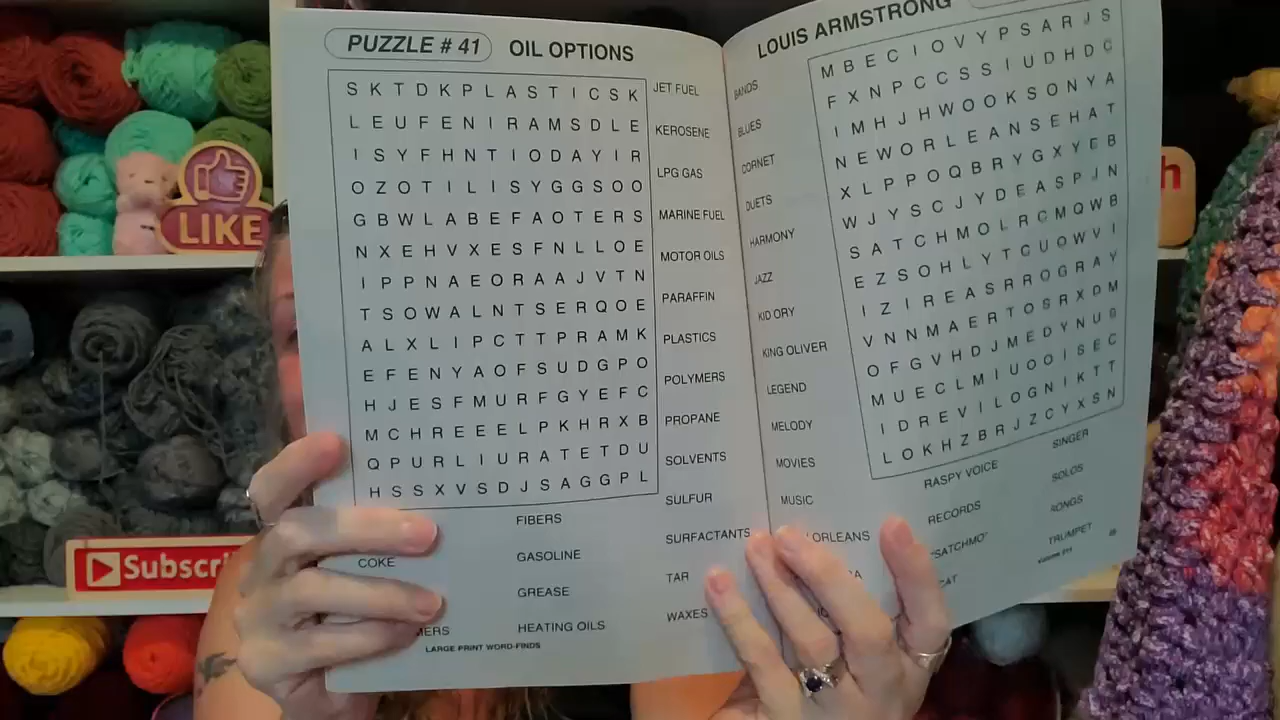 PUZZLE # 41 OIL OPTIONS
S K T D K P L A S T I C S K
L E U F E N I R A M S D L E
I S Y F H N T I O D A Y I R
O Z O T I L I S Y G G S O O
G B W L A B E F A O T E R S
N X E H V X E S F N L L O E
I P P N A E O R A A J V T N
T S O W A L N T S E R Q O E
A L X L I P C T T P R A M K
E F E N Y A O F S U D G P O
H J E S F M U R F G Y E F C
M C H R E E E L P K H R X B
Q P U R L I U R A T E T D U
H S S X V S D J S A G G P L
JET FUEL
KEROSENE
LPG GAS
MARINE FUEL
MOTOR OILS
PARAFFIN
PLASTICS
POLYMERS
PROPANE
SOLVENTS
SULFUR
SURFACTANTS
TAR
WAXES
FIBERS
GASOLINE
GREASE
HEATING OILS
COKE
MERS
LARGE PRINT WORD-FINDS
LOUIS ARMSTRONG
M B E C I O V Y P S A R J S
F X N P C C S S I U D H D C
I M H J H W O O K S O N Y A
N E W O R L E A N S E H A T
X L P P O Q B R Y G X Y E B
W J Y S C J Y D E A S P J N
S A T C H M O L R C M Q W B
E Z S O H L Y T C U O W V I
I Z I R E A S R R O G R A Y
V N N M A E R T O S R X D M
O F G V H D J M E D Y N U G
M U E C L M I U O O I S E C
I D R E V I L O G N I K T T
L O K H Z B R J Z C Y X S N
BANDS
BLUES
CORNET
DUETS
HARMONY
JAZZ
KID ORY
KING OLIVER
LEGEND
MELODY
MOVIES
MUSIC
ORLEANS
RASPY VOICE
RECORDS
"SATCHMO"
SINGER
SOLOS
SONGS
TRUMPET
LIKE
Subscri
h